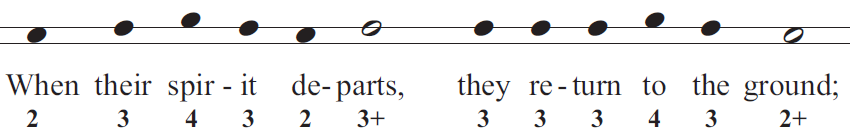 When their spir - it de- parts, they re - turn to the ground;
2 3 4 3 2 3+ 3 3 3 4 3 2+